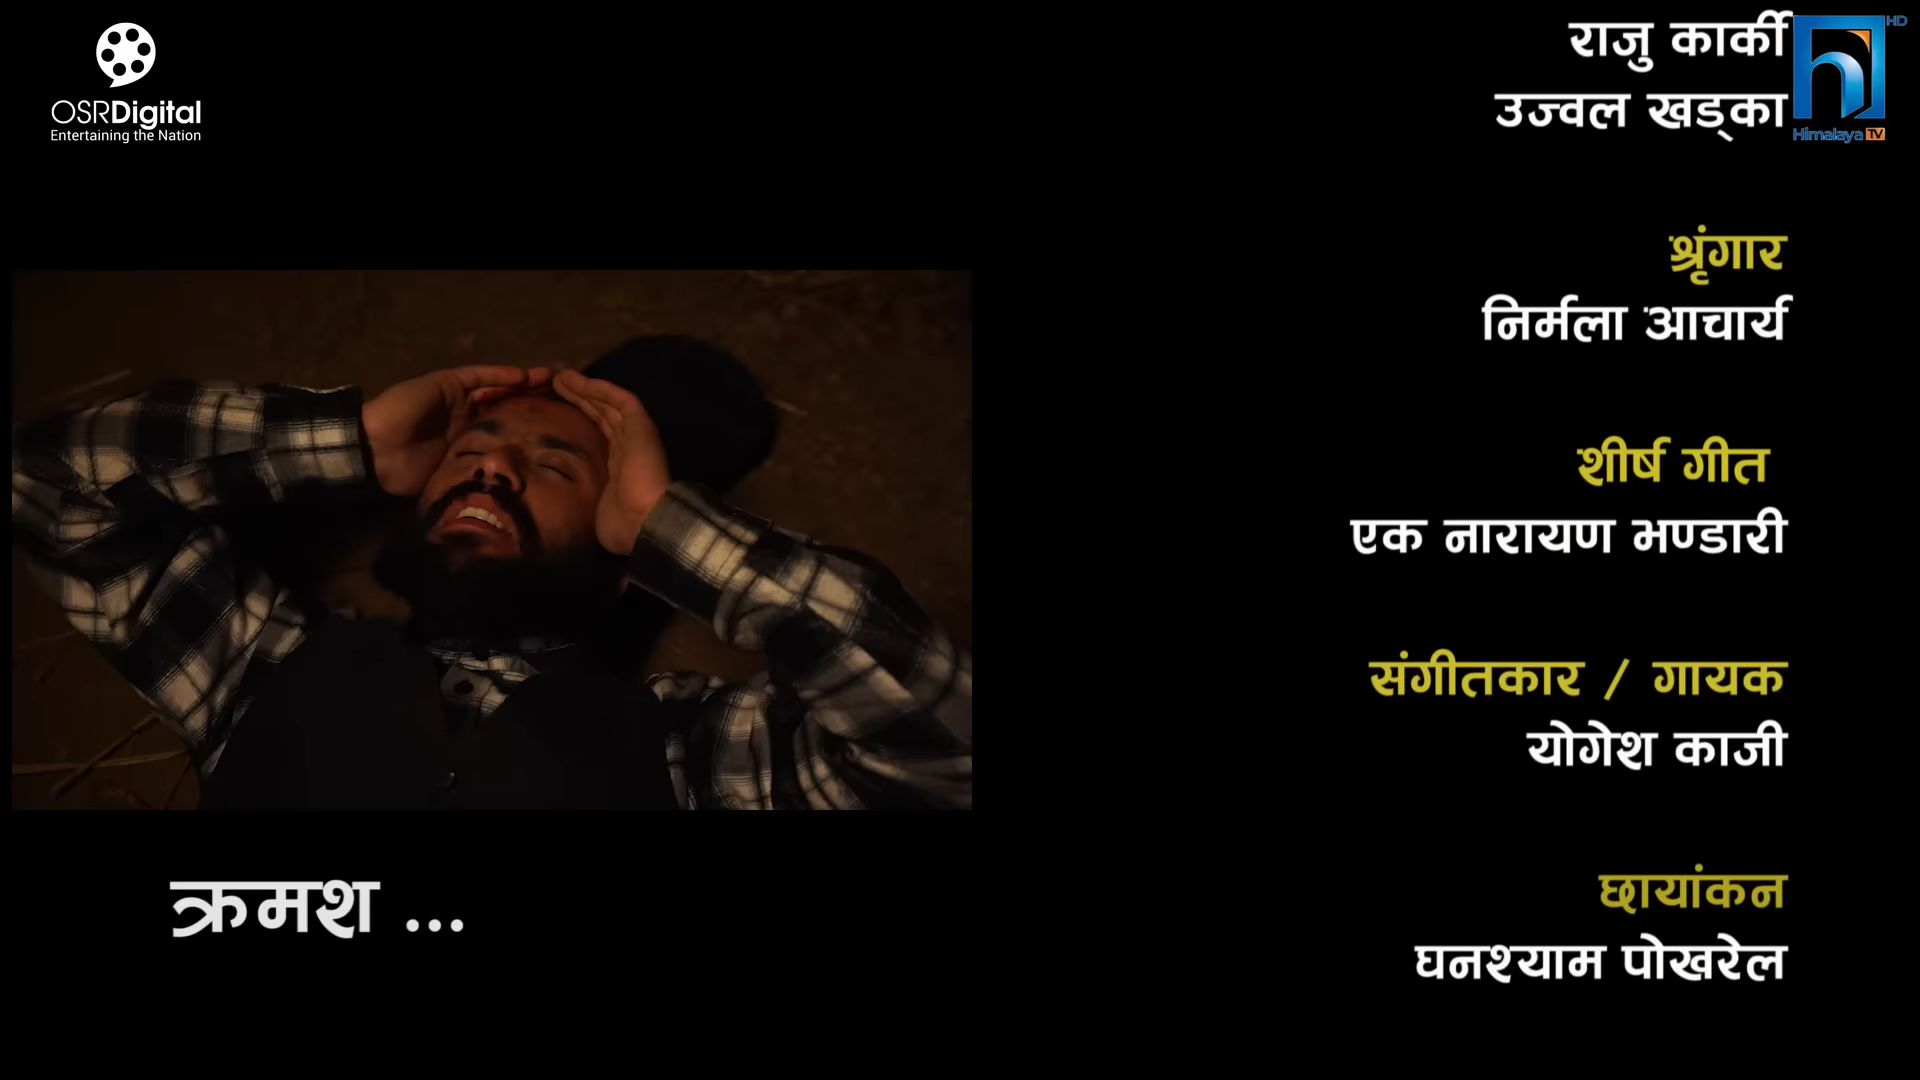 OSRDigital
Entertaining the Nation
राजु कार्की
उज्वल खड्का
HD
Himalaya TV
श्रृंगार
निर्मला आचार्य
शीर्ष गीत
एक नारायण भण्डारी
संगीतकार / गायक
योगेश काजी
छायांकन
घनश्याम पोखरेल
क्रमश ...